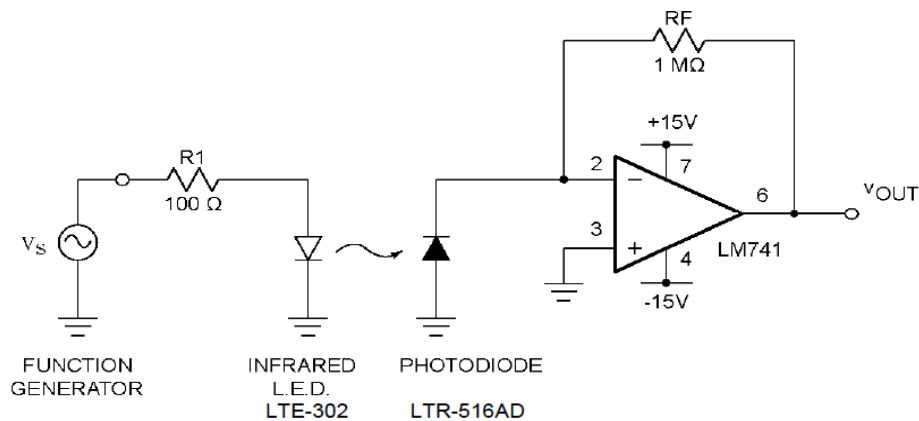 RF
1 MΩ
+15V
R1
100 Ω
2
7
−
6
vOUT
3
+
4
LM741
-15V
VS
FUNCTION
GENERATOR
INFRARED
L.E.D.
LTE-302
PHOTODIODE
LTR-516AD